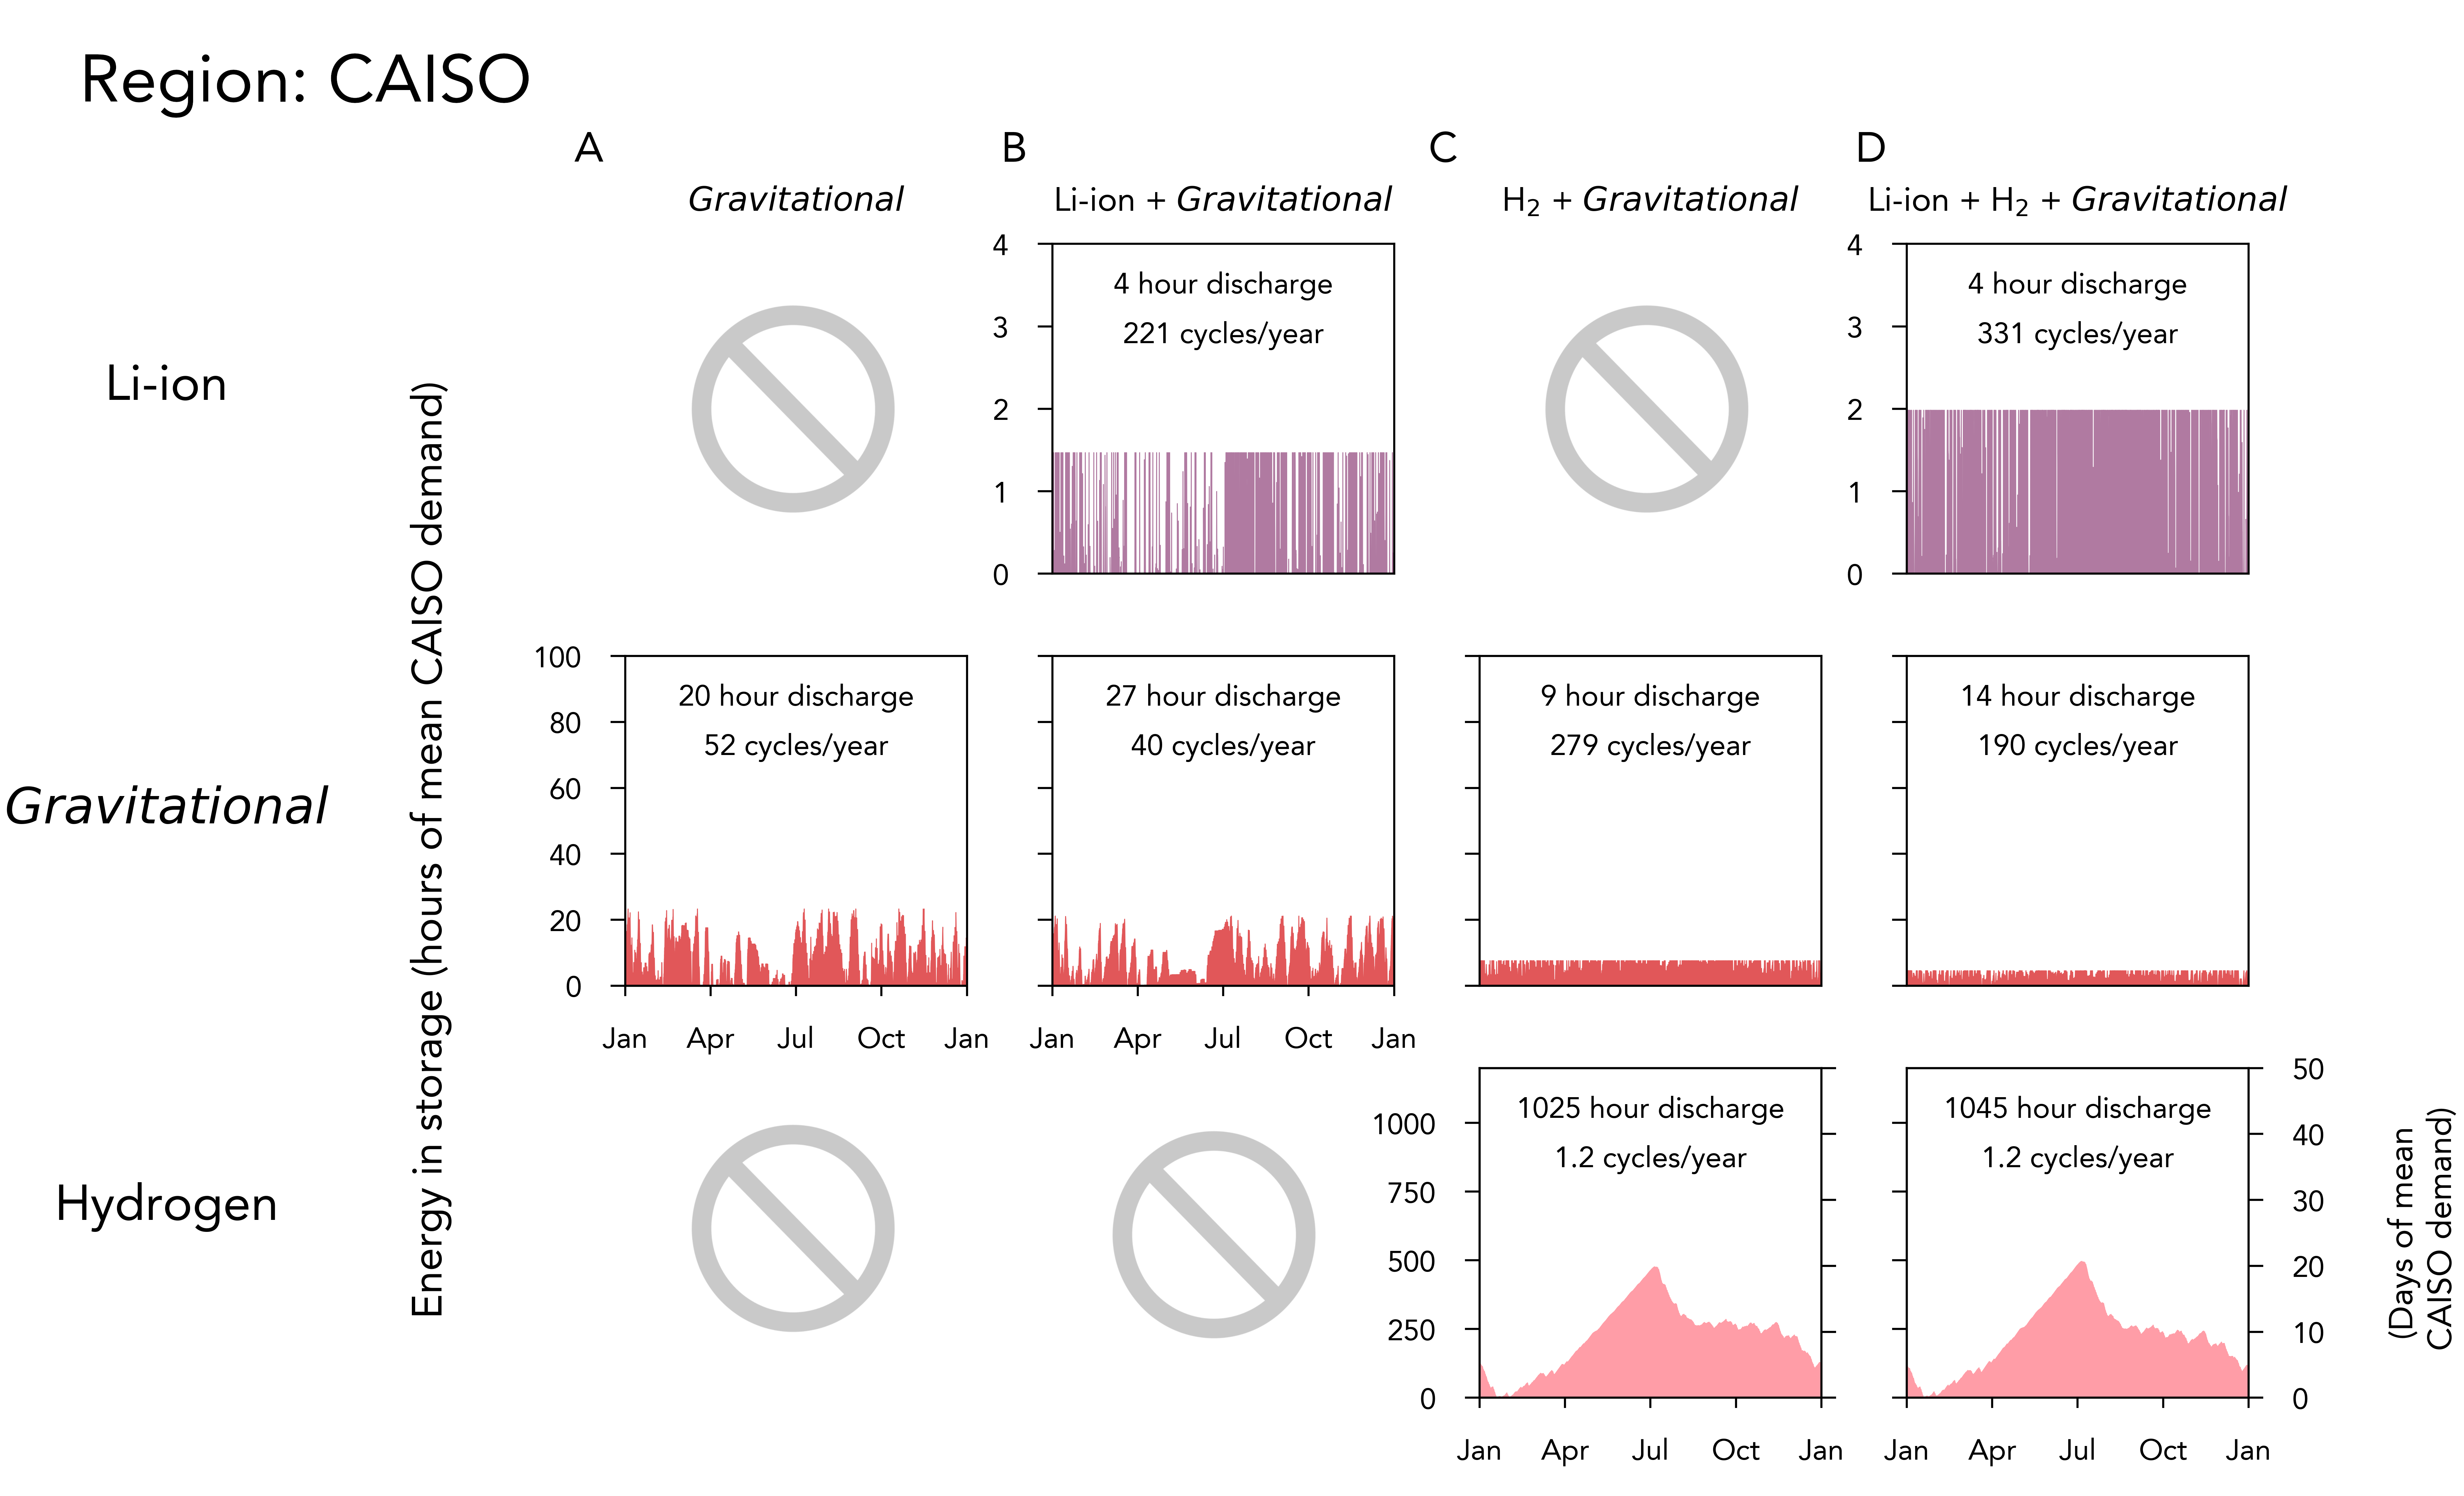 Region: CAISO
A
B
C
D
Gravitational
Li-ion + Gravitational
H₂ + Gravitational
Li-ion + H₂ + Gravitational
Li-ion
Gravitational
Hydrogen
Energy in storage (hours of mean CAISO demand)
4
3
2
1
0
4 hour discharge
221 cycles/year
4
3
2
1
0
4 hour discharge
331 cycles/year
100
80
60
40
20
0
20 hour discharge
52 cycles/year
Jan Apr Jul Oct Jan
27 hour discharge
40 cycles/year
Jan Apr Jul Oct Jan
9 hour discharge
279 cycles/year
14 hour discharge
190 cycles/year
1000
750
500
250
0
1025 hour discharge
1.2 cycles/year
Jan Apr Jul Oct Jan
1045 hour discharge
1.2 cycles/year
Jan Apr Jul Oct Jan
50
40
30
20
10
0
(Days of mean
CAISO demand)